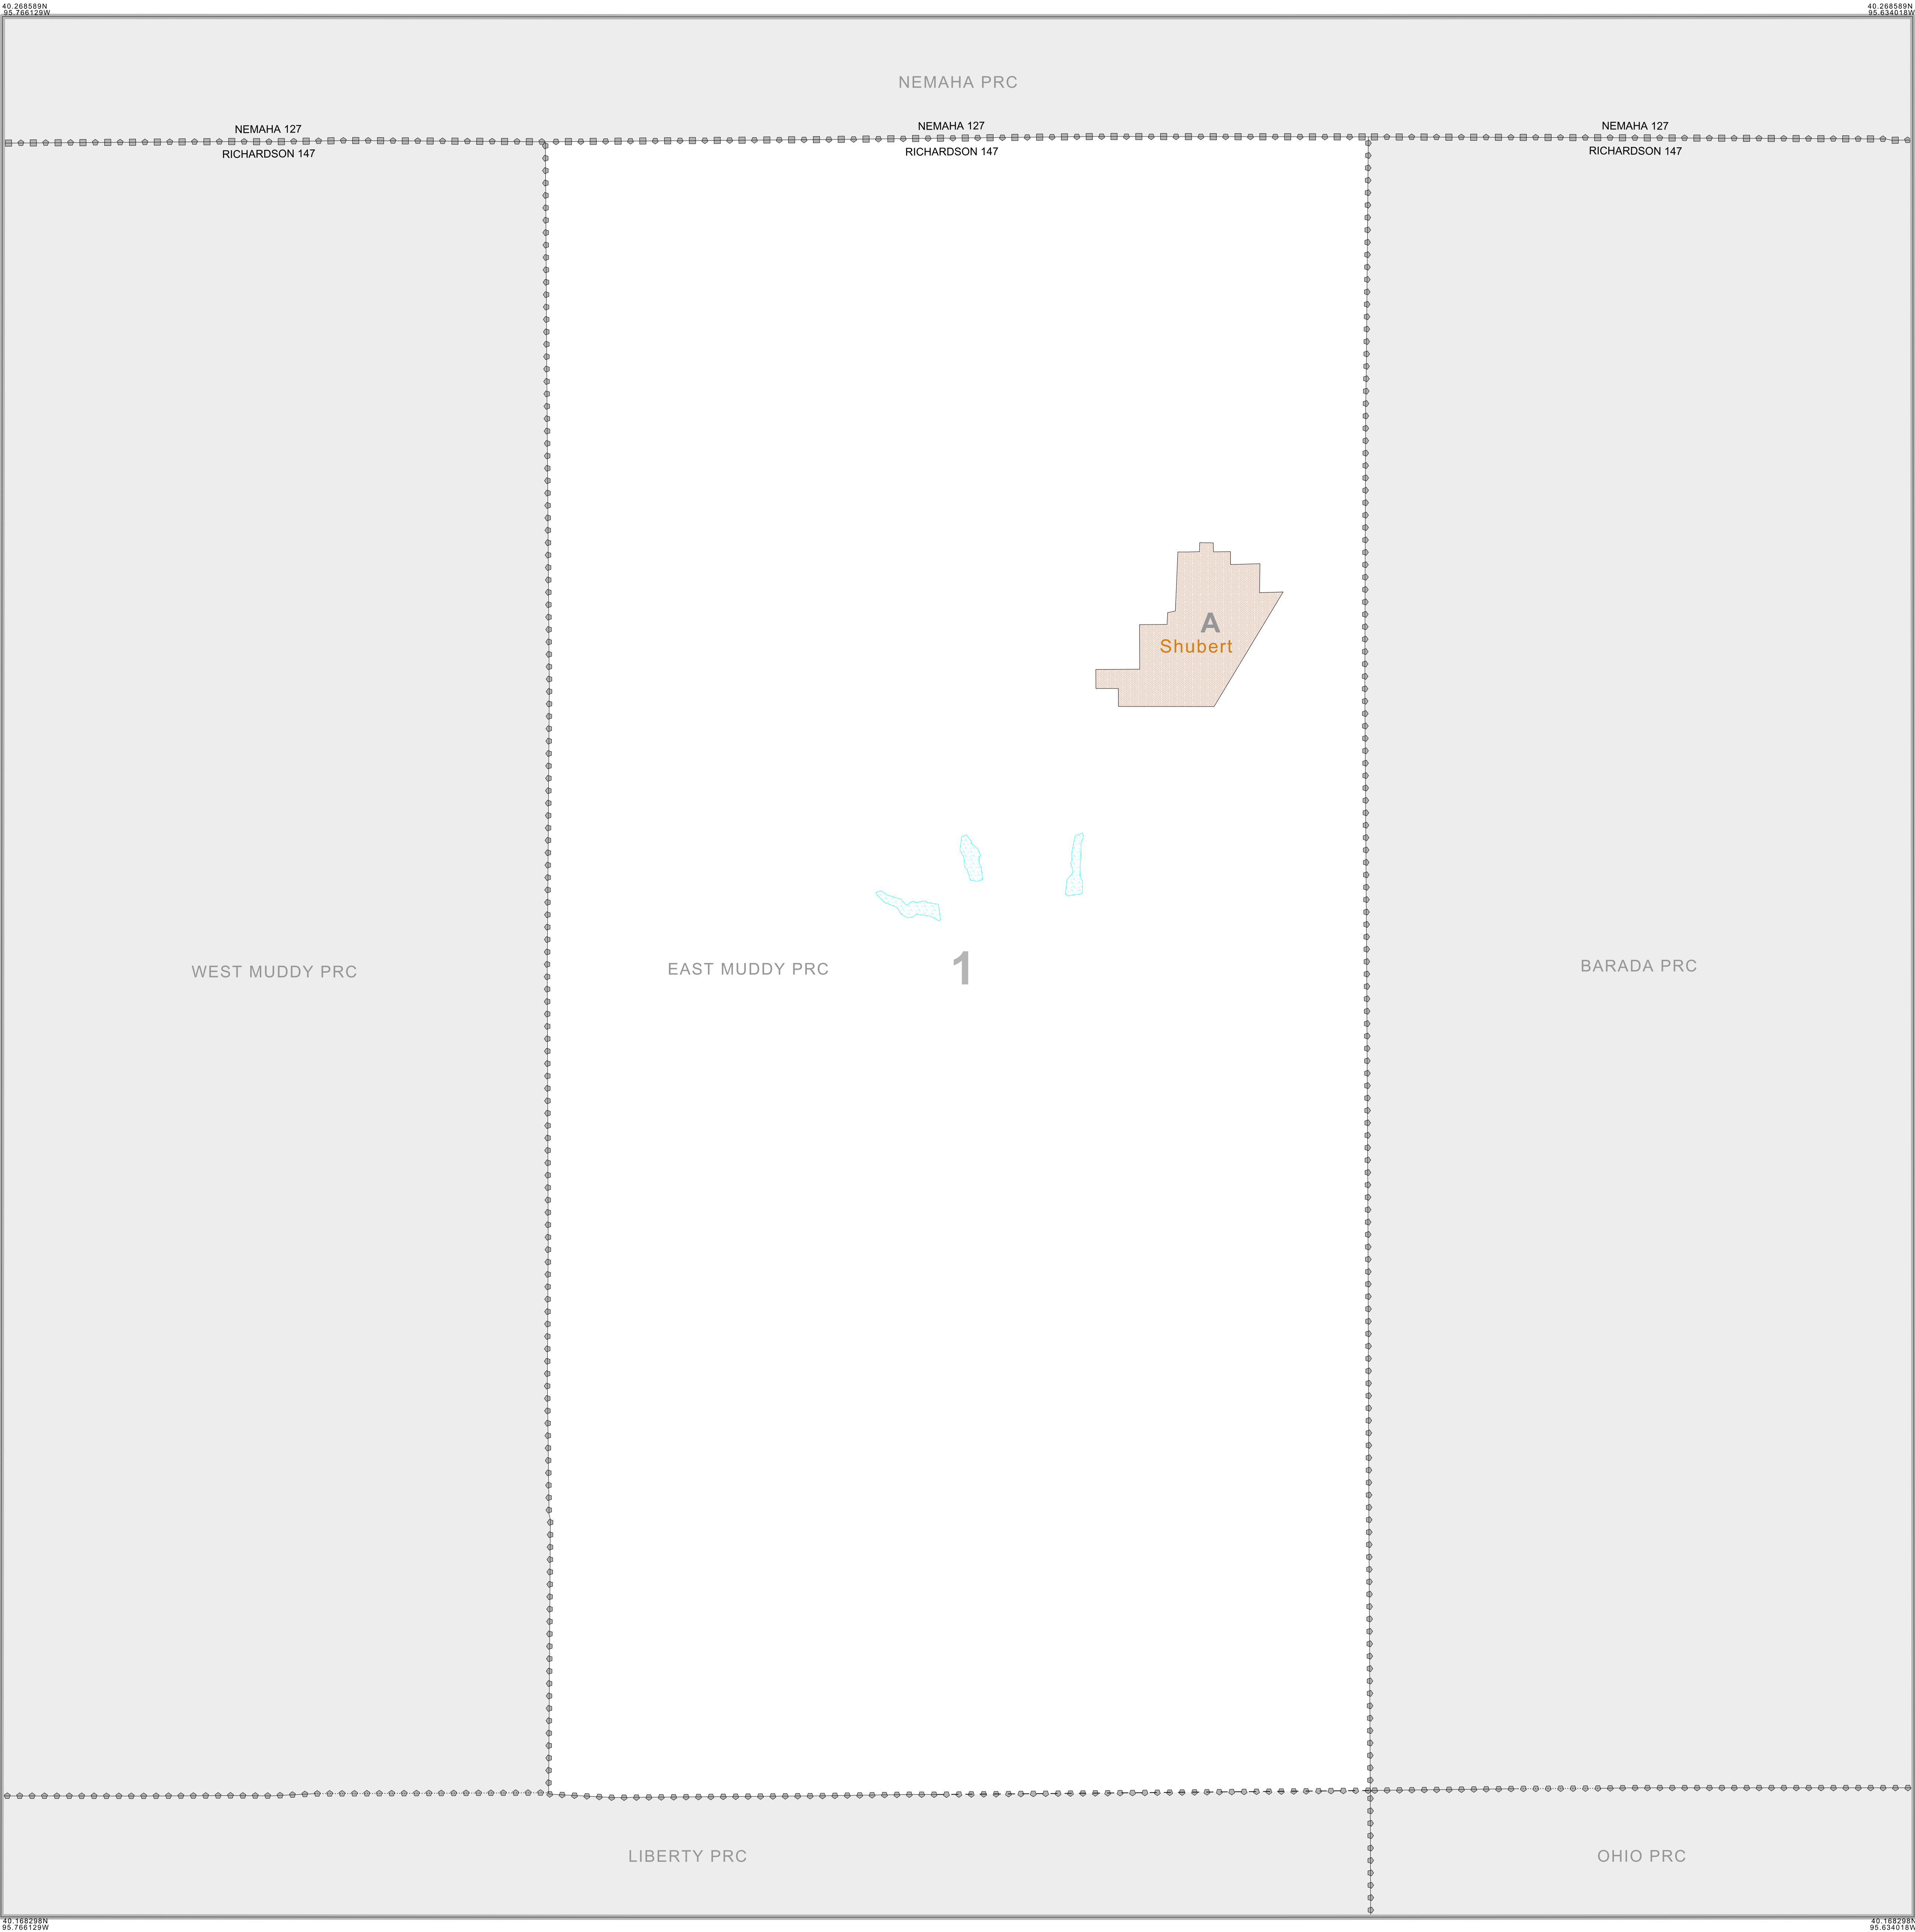 40.268589N
95.766129W
40.268589N
95.634018W
NEMAHA PRC
NEMAHA 127
RICHARDSON 147
NEMAHA 127
RICHARDSON 147
NEMAHA 127
RICHARDSON 147
A
Shubert
WEST MUDDY PRC
EAST MUDDY PRC
1
BARADA PRC
LIBERTY PRC
OHIO PRC
40.168298N
95.766129W
40.168298N
95.634018W